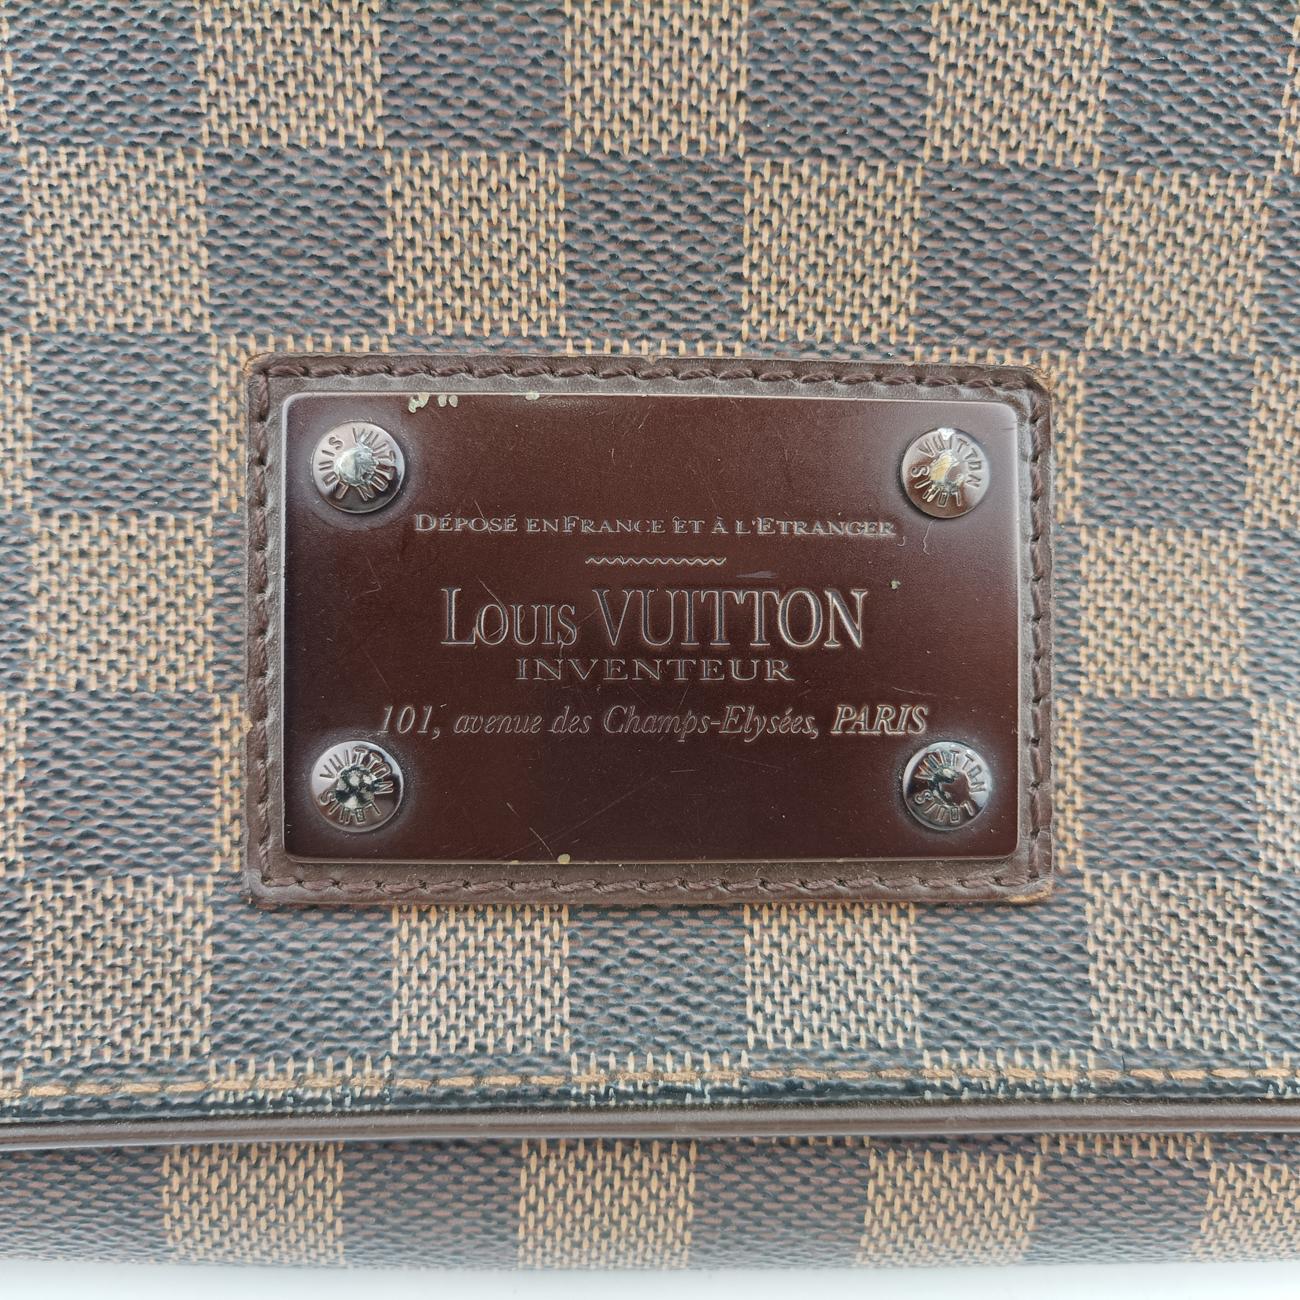 LOUIS VUITTON
LOUIS VUITTON
DÉPOSÉ EN FRANCE ET À L'ETRANGER
LOUIS VUITTON
INVENTEUR
101, avenue des Champs-Elysées, PARIS
LOUIS VUITTON
LOUIS VUITTON